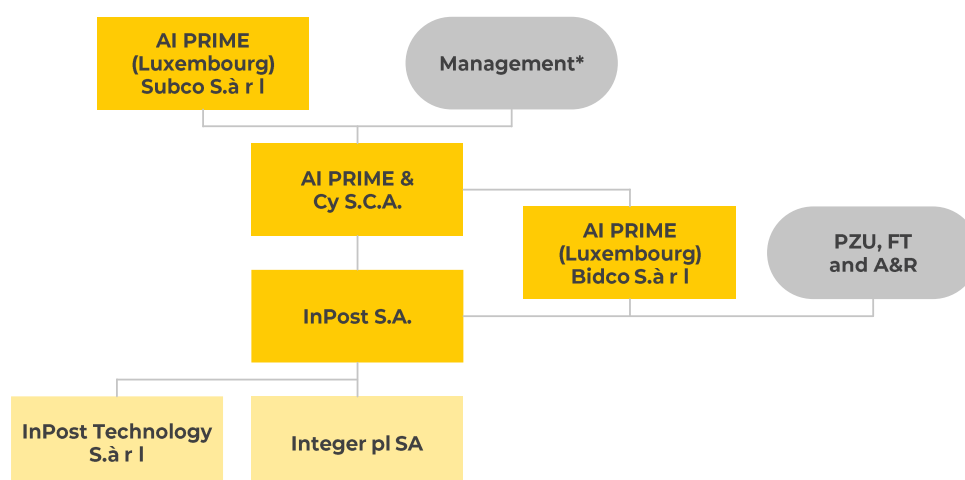 AI PRIME
(Luxembourg)
Subco S.à r l
Management*
AI PRIME &
Cy S.C.A.
AI PRIME
(Luxembourg)
Bidco S.à r l
PZU, FT
and A&R
InPost S.A.
InPost Technology
S.à r l
Integer pl SA